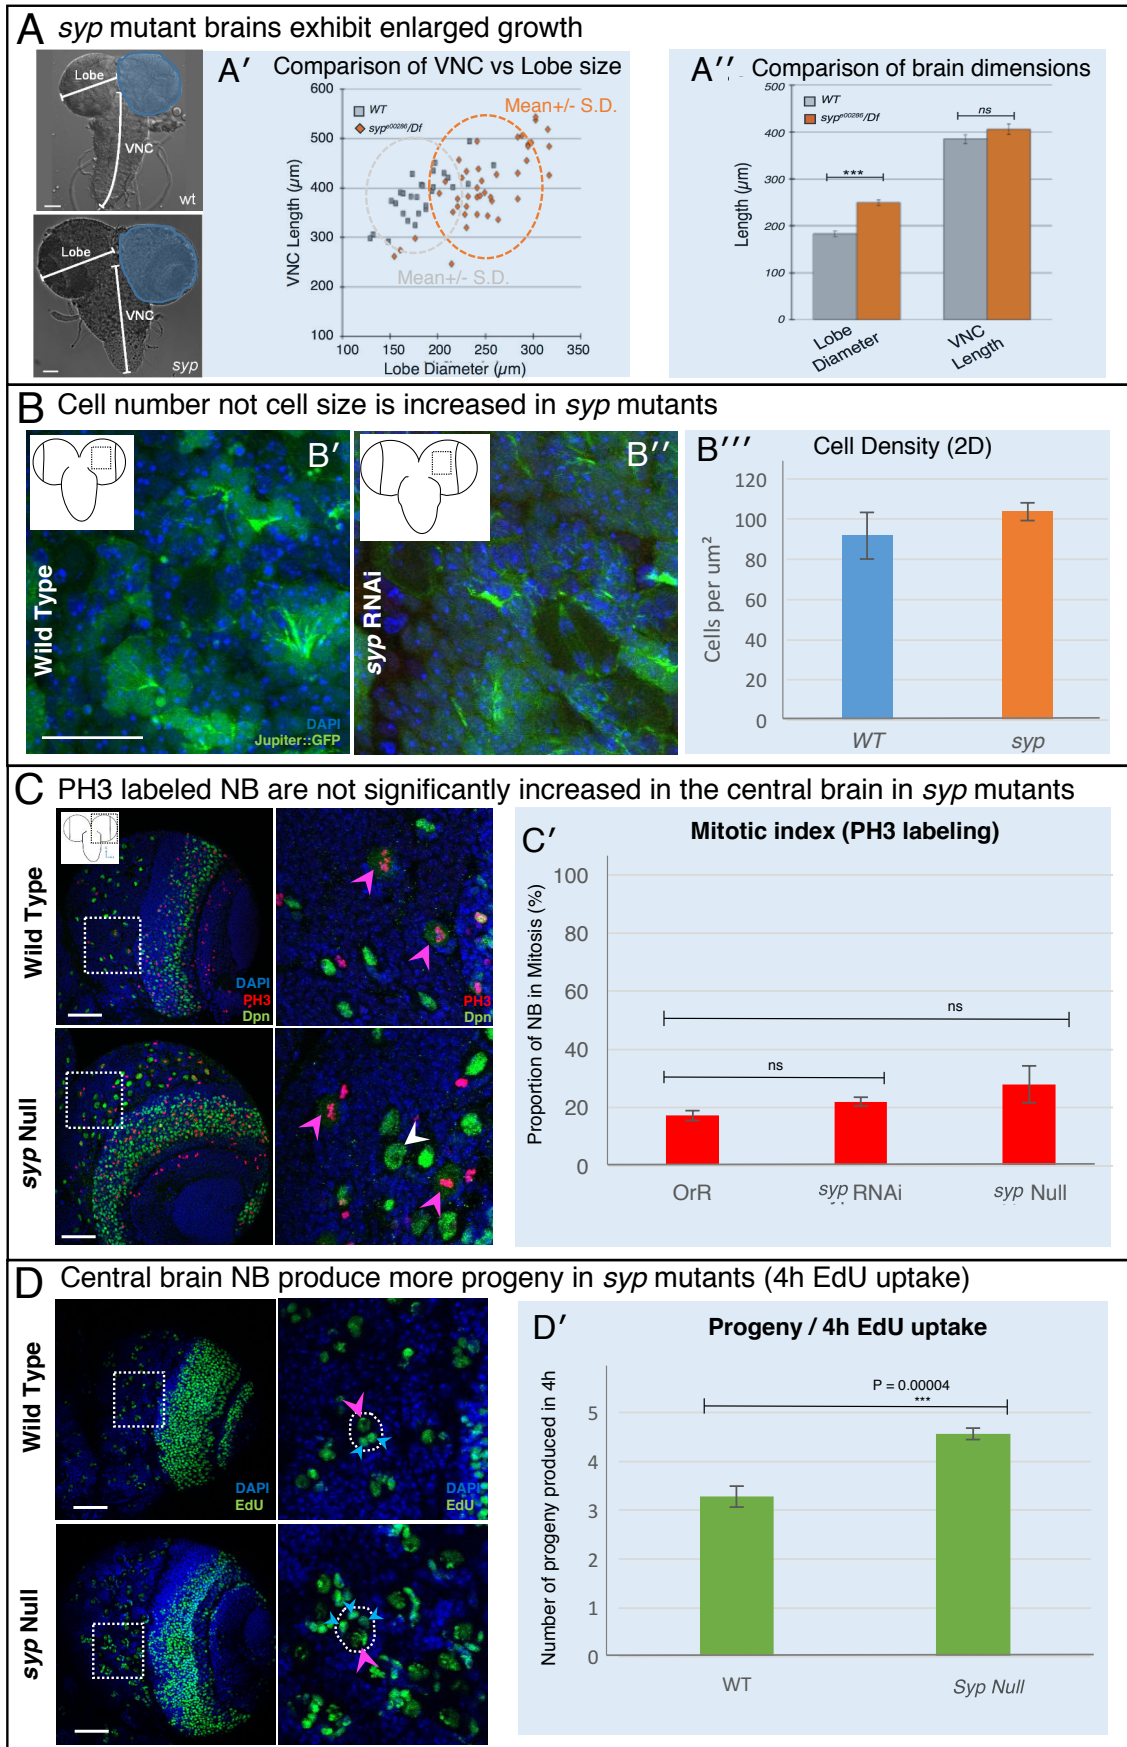 A syp mutant brains exhibit enlarged growth
Lobe
VNC
wt
Lobe
VNC
syp
A' Comparison of VNC vs Lobe size
600
500
400
300
200
100
VNC Length (µm)
WT
syp^e00286/Df
Mean+/- S.D.
Mean+/- S.D.
100 150 200 250 300 350
Lobe Diameter (µm)
A'' Comparison of brain dimensions
500
400
300
200
100
0
Length (µm)
WT
syp^e00286/Df
***
ns
Lobe Diameter
VNC Length
B Cell number not cell size is increased in syp mutants
B'
Wild Type
DAPI
Jupiter::GFP
B''
syp RNAi
B''' Cell Density (2D)
Cells per um²
120
100
80
60
40
20
0
WT syp
C PH3 labeled NB are not significantly increased in the central brain in syp mutants
Wild Type
DAPI
PH3
Dpn
PH3
Dpn
syp Null
C' Mitotic index (PH3 labeling)
Proportion of NB in Mitosis (%)
100
80
60
40
20
0
ns
ns
OrR syp RNAi syp Null
D Central brain NB produce more progeny in syp mutants (4h EdU uptake)
Wild Type
DAPI
EdU
DAPI
EdU
syp Null
D' Progeny / 4h EdU uptake
Number of progeny produced in 4h
P = 0.00004
***
5
4
3
2
1
0
WT Syp Null